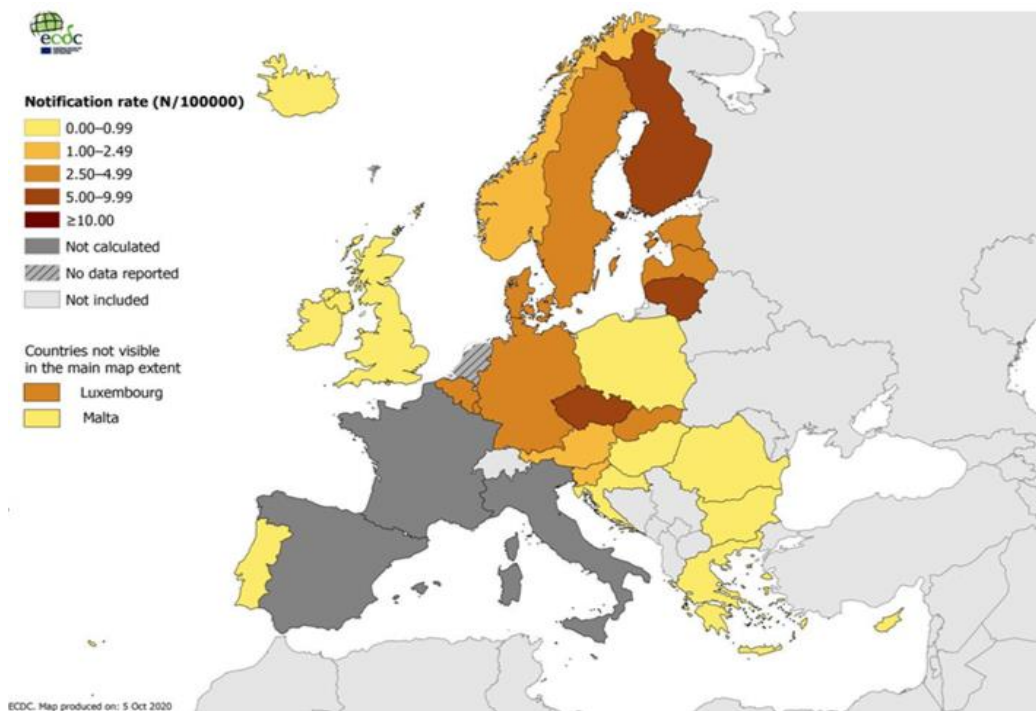 ecdc
Notification rate (N/100000)
0.00–0.99
1.00–2.49
2.50–4.99
5.00–9.99
≥10.00
Not calculated
No data reported
Not included
Countries not visible
in the main map extent
Luxembourg
Malta
ECDC. Map produced on: 5 Oct 2020